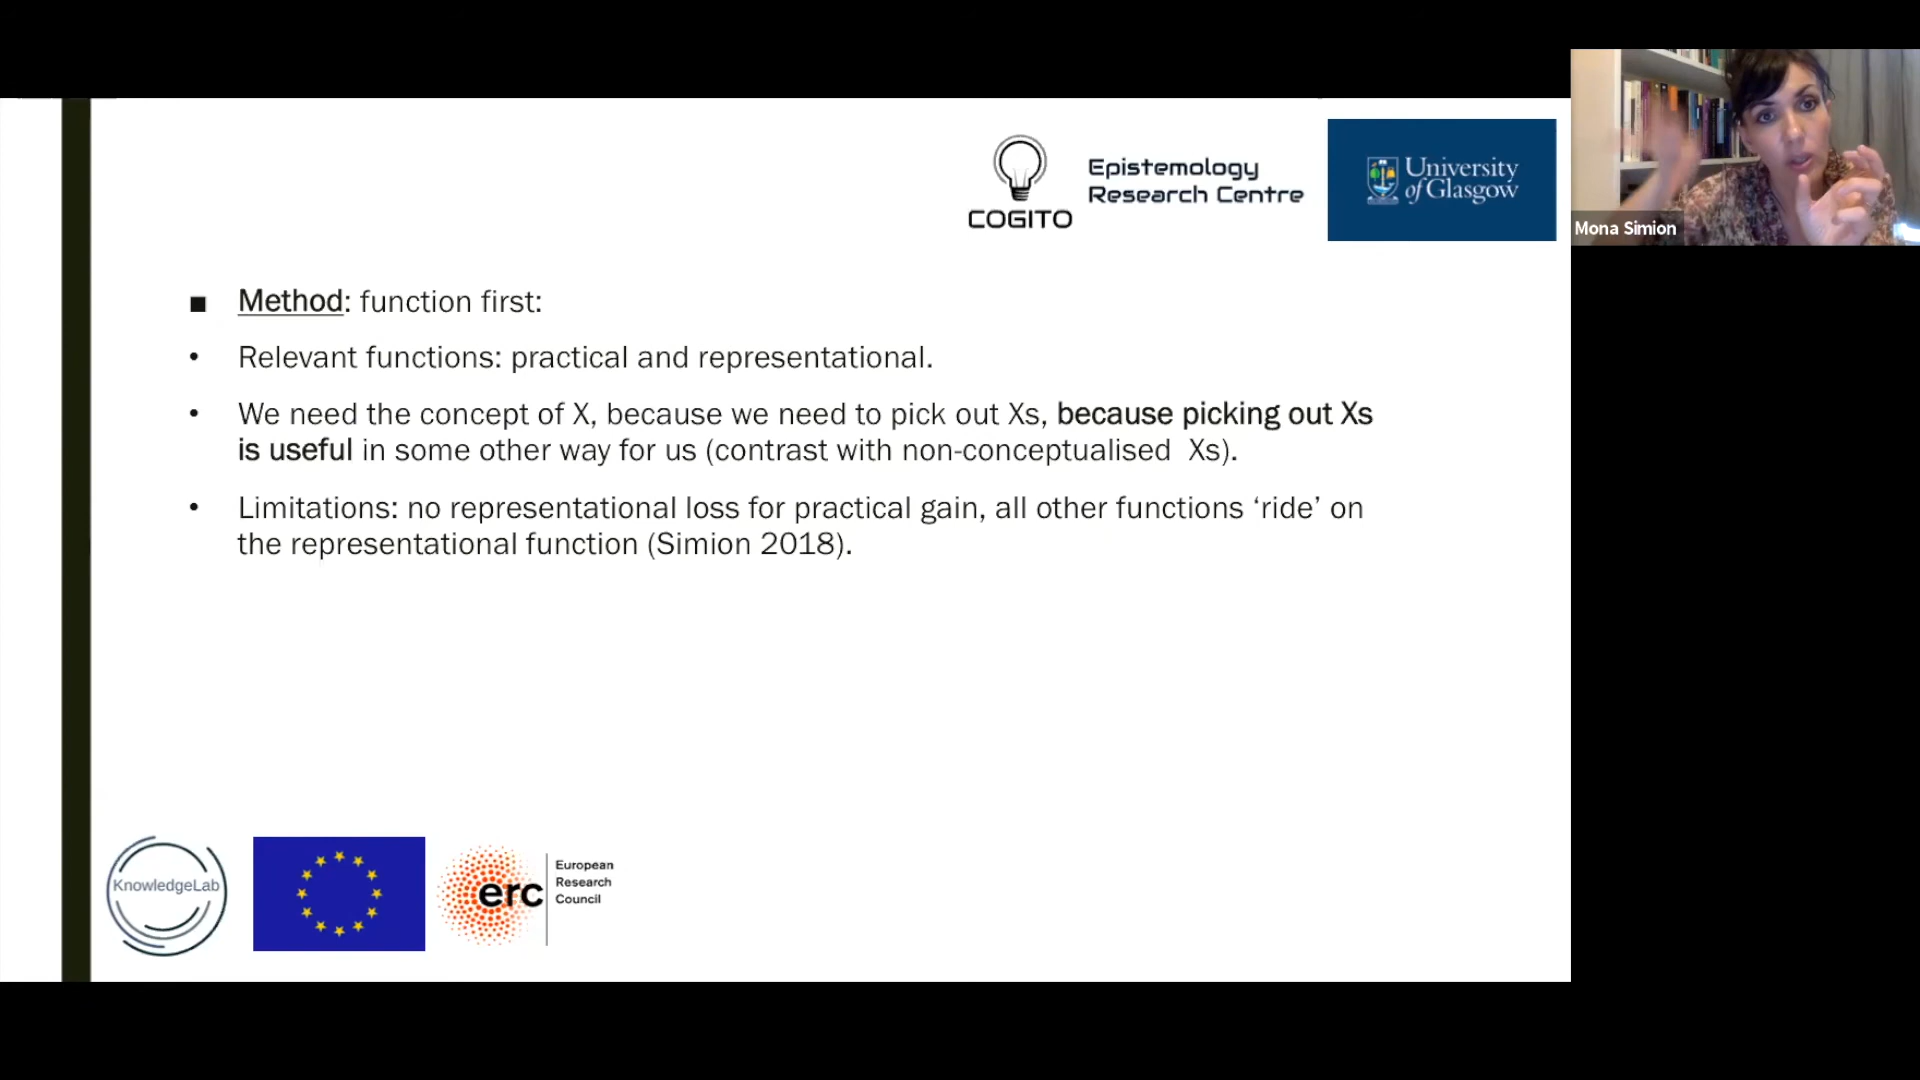 COGITO
Epistemology
Research Centre
University
of Glasgow
Mona Simion
■ Method: function first:
• Relevant functions: practical and representational.
• We need the concept of X, because we need to pick out Xs, because picking out Xs
is useful in some other way for us (contrast with non-conceptualised Xs).
• Limitations: no representational loss for practical gain, all other functions ‘ride’ on
the representational function (Simion 2018).
KnowledgeLab
erc
European
Research
Council